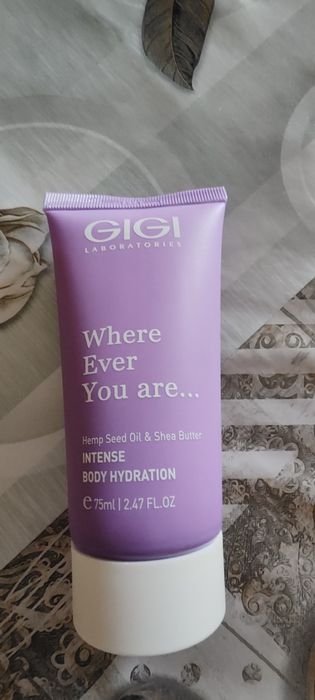 GIGI
LABORATORIES
Where
Ever
You are...
Hemp Seed Oil & Shea Butter
INTENSE
BODY HYDRATION
℮ 75ml | 2.47 FL.OZ